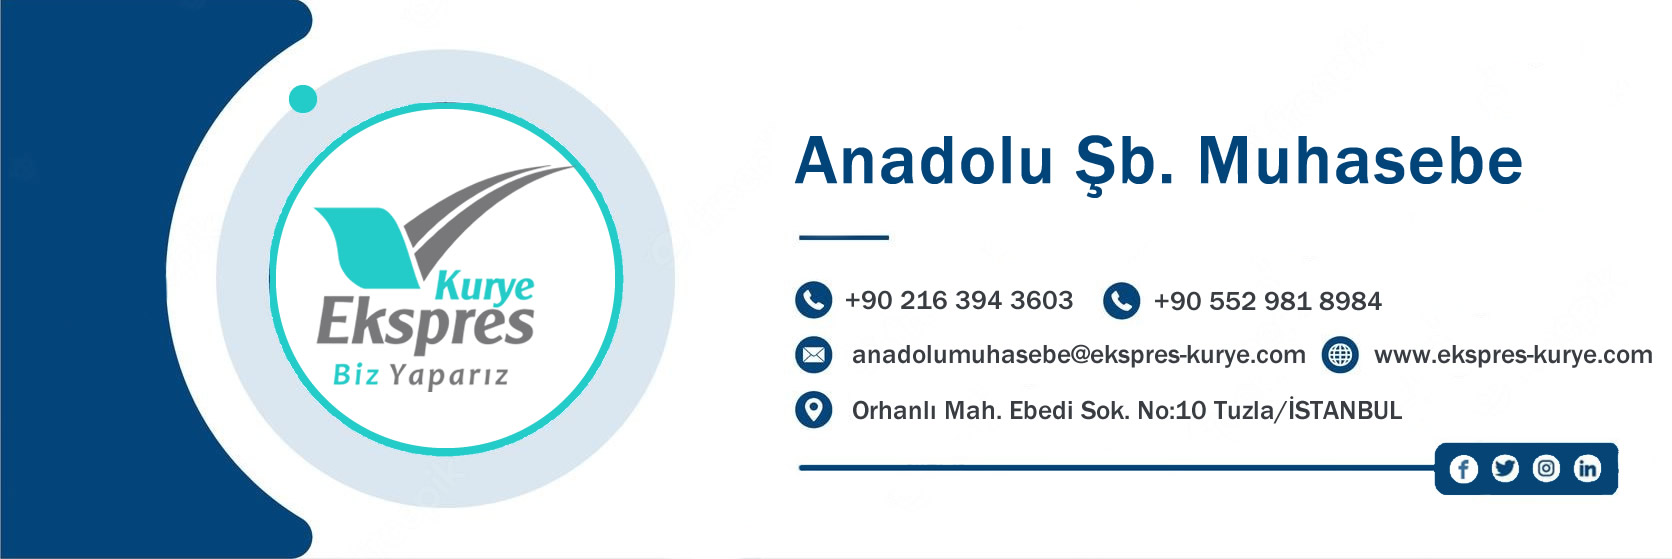 Kurye
Ekspres
Biz Yaparız
Anadolu Şb. Muhasebe
+90 216 394 3603 +90 552 981 8984
anadolumuhasebe@ekspres-kurye.com www.ekspres-kurye.com
Orhanlı Mah. Ebedi Sok. No:10 Tuzla/İSTANBUL